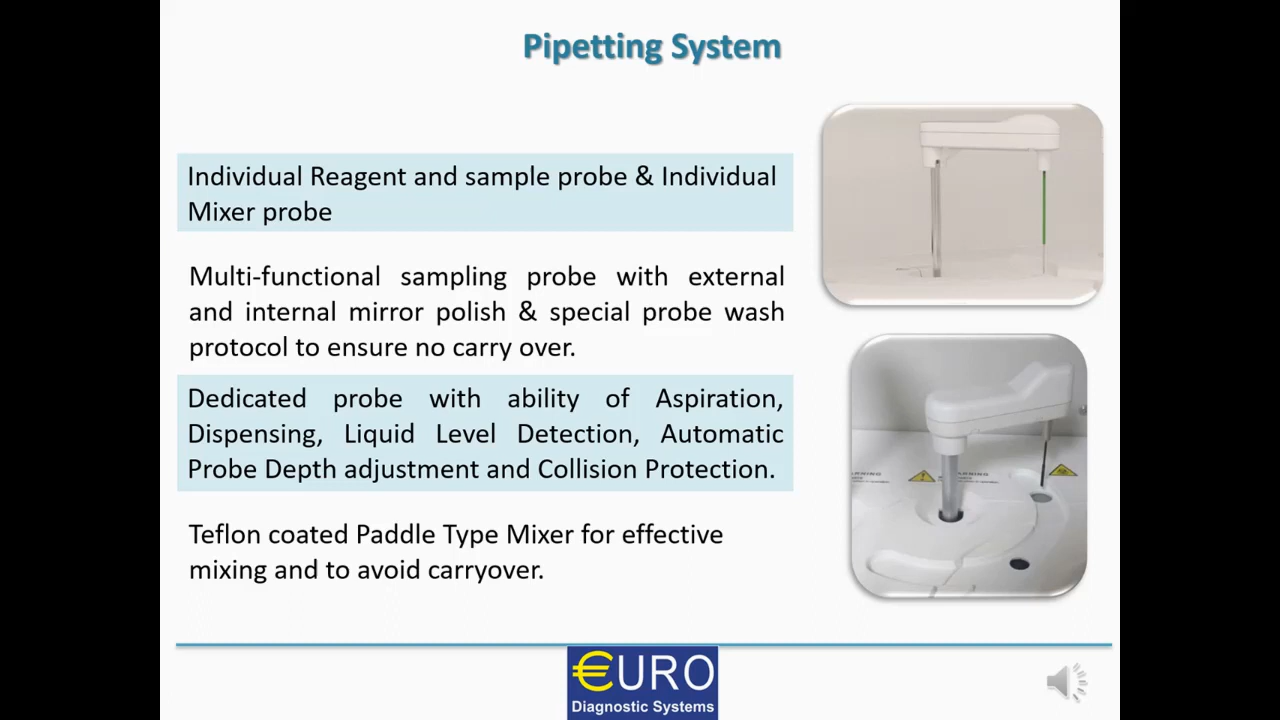 Pipetting System
Individual Reagent and sample probe & Individual
Mixer probe
Multi-functional sampling probe with external
and internal mirror polish & special probe wash
protocol to ensure no carry over.
Dedicated probe with ability of Aspiration,
Dispensing, Liquid Level Detection, Automatic
Probe Depth adjustment and Collision Protection.
Teflon coated Paddle Type Mixer for effective
mixing and to avoid carryover.
€URO
Diagnostic Systems